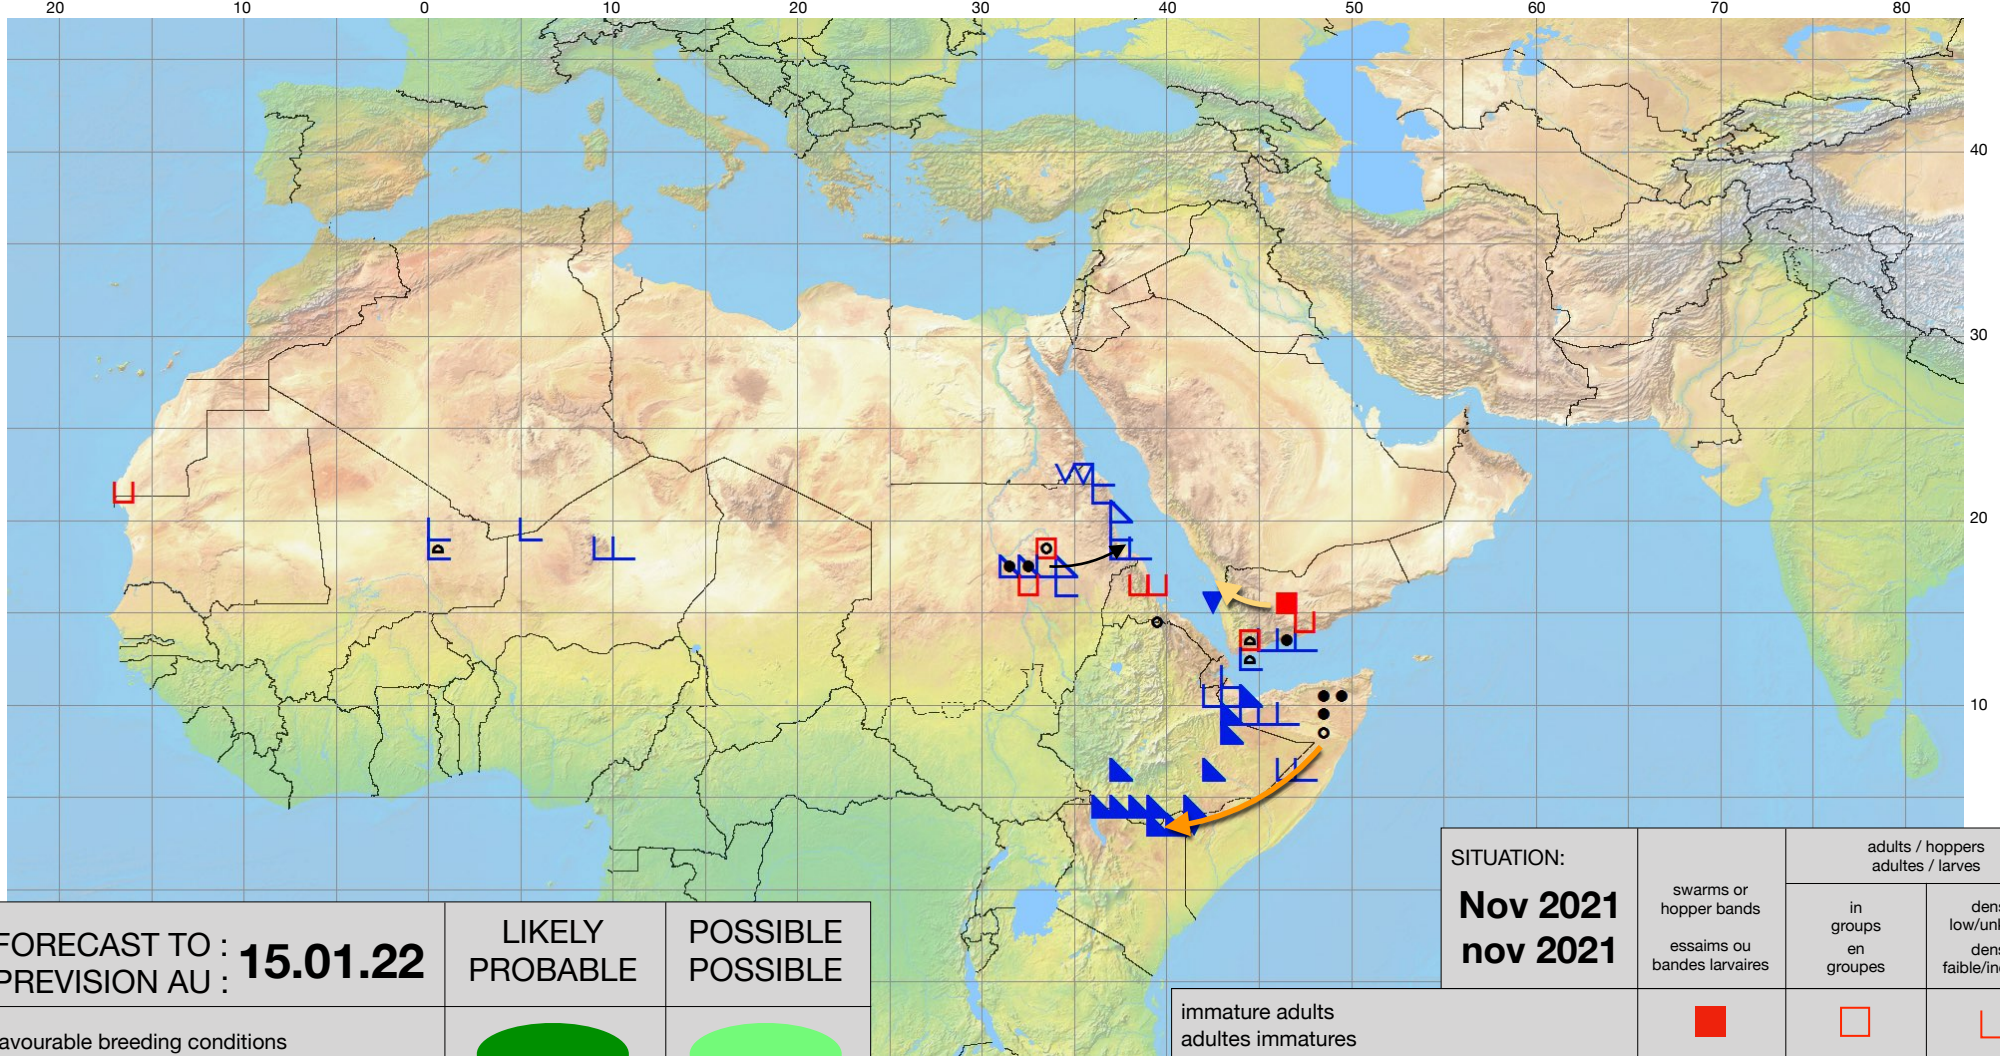 20 10 0 10 20 30 40 50 60 70 80
40
30
20
10
FORECAST TO :
PREVISION AU :
15.01.22
LIKELY
PROBABLE
POSSIBLE
POSSIBLE
avourable breeding conditions
SITUATION:
Nov 2021
nov 2021
swarms or
hopper bands
essaims ou
bandes larvaires
adults / hoppers
adultes / larves
in
groups
en
groupes
immature adults
adultes immatures